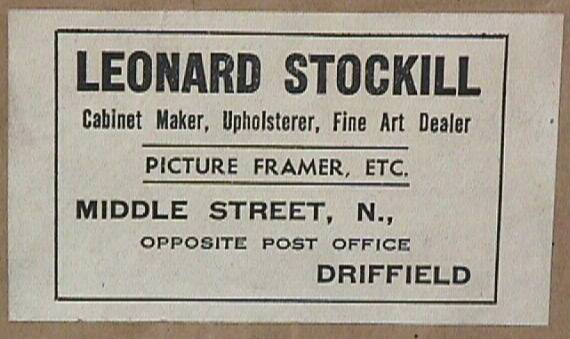 LEONARD STOCKILL
Cabinet Maker, Upholsterer, Fine Art Dealer
PICTURE FRAMER, ETC.
MIDDLE STREET, N.,
OPPOSITE POST OFFICE
DRIFFIELD